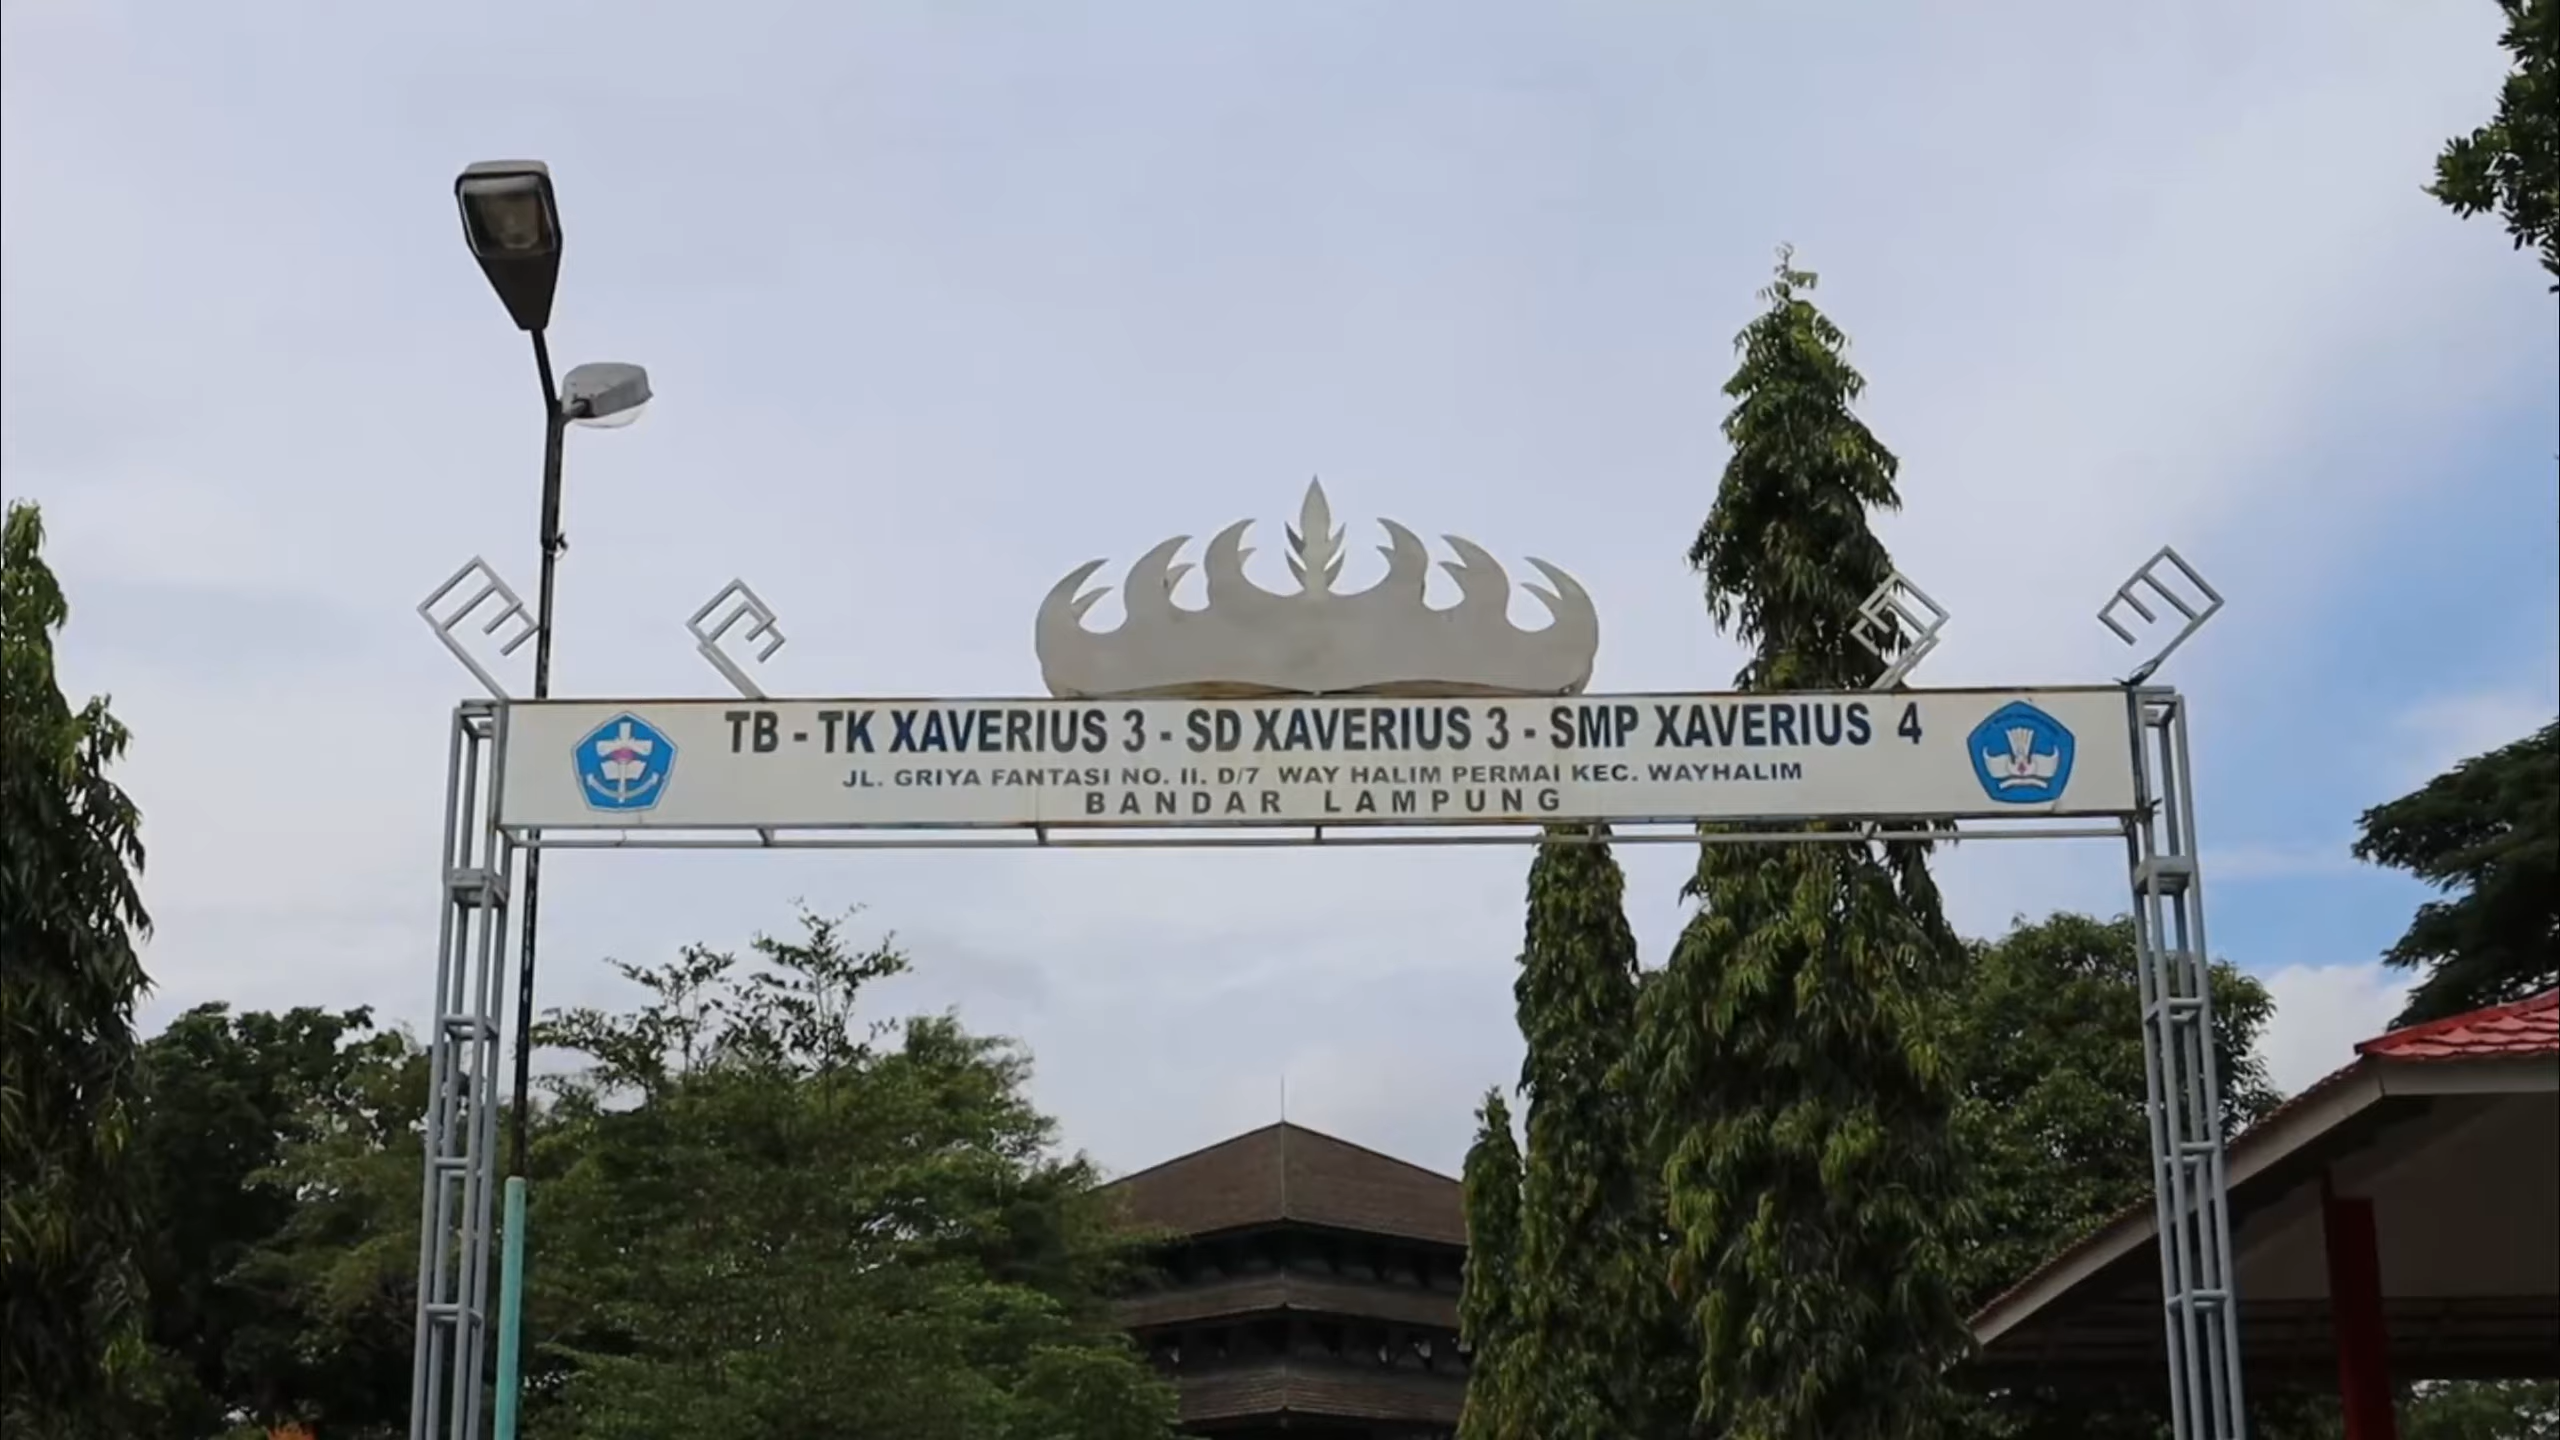 TB - TK XAVERIUS 3 - SD XAVERIUS 3 - SMP XAVERIUS 4
JL. GRIYA FANTASI NO. II. D/7 WAY HALIM PERMAI KEC. WAYHALIM
BANDAR LAMPUNG